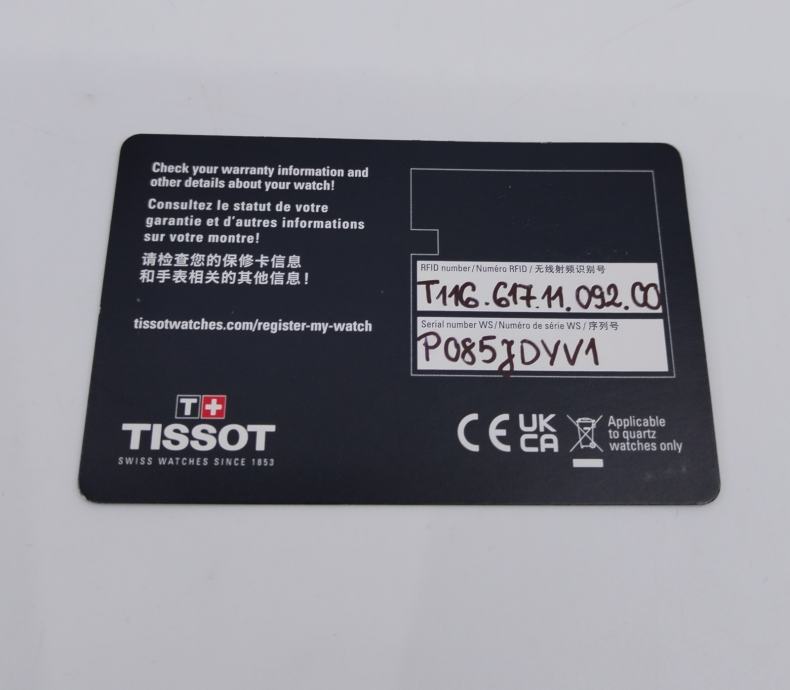 Check your warranty information and
other details about your watch!
Consultez le statut de votre
garantie et d'autres informations
sur votre montre!
请检查您的保修卡信息
和手表相关的其他信息！
tissotwatches.com/register-my-watch
RFID number/Numéro RFID/无线射频识别号
T116.617.11.092.00
Serial number WS/Numéro de série WS/序列号
P085JDYV1
T+
TISSOT
SWISS WATCHES SINCE 1853
CE UK
CA
Applicable
to quartz
watches only